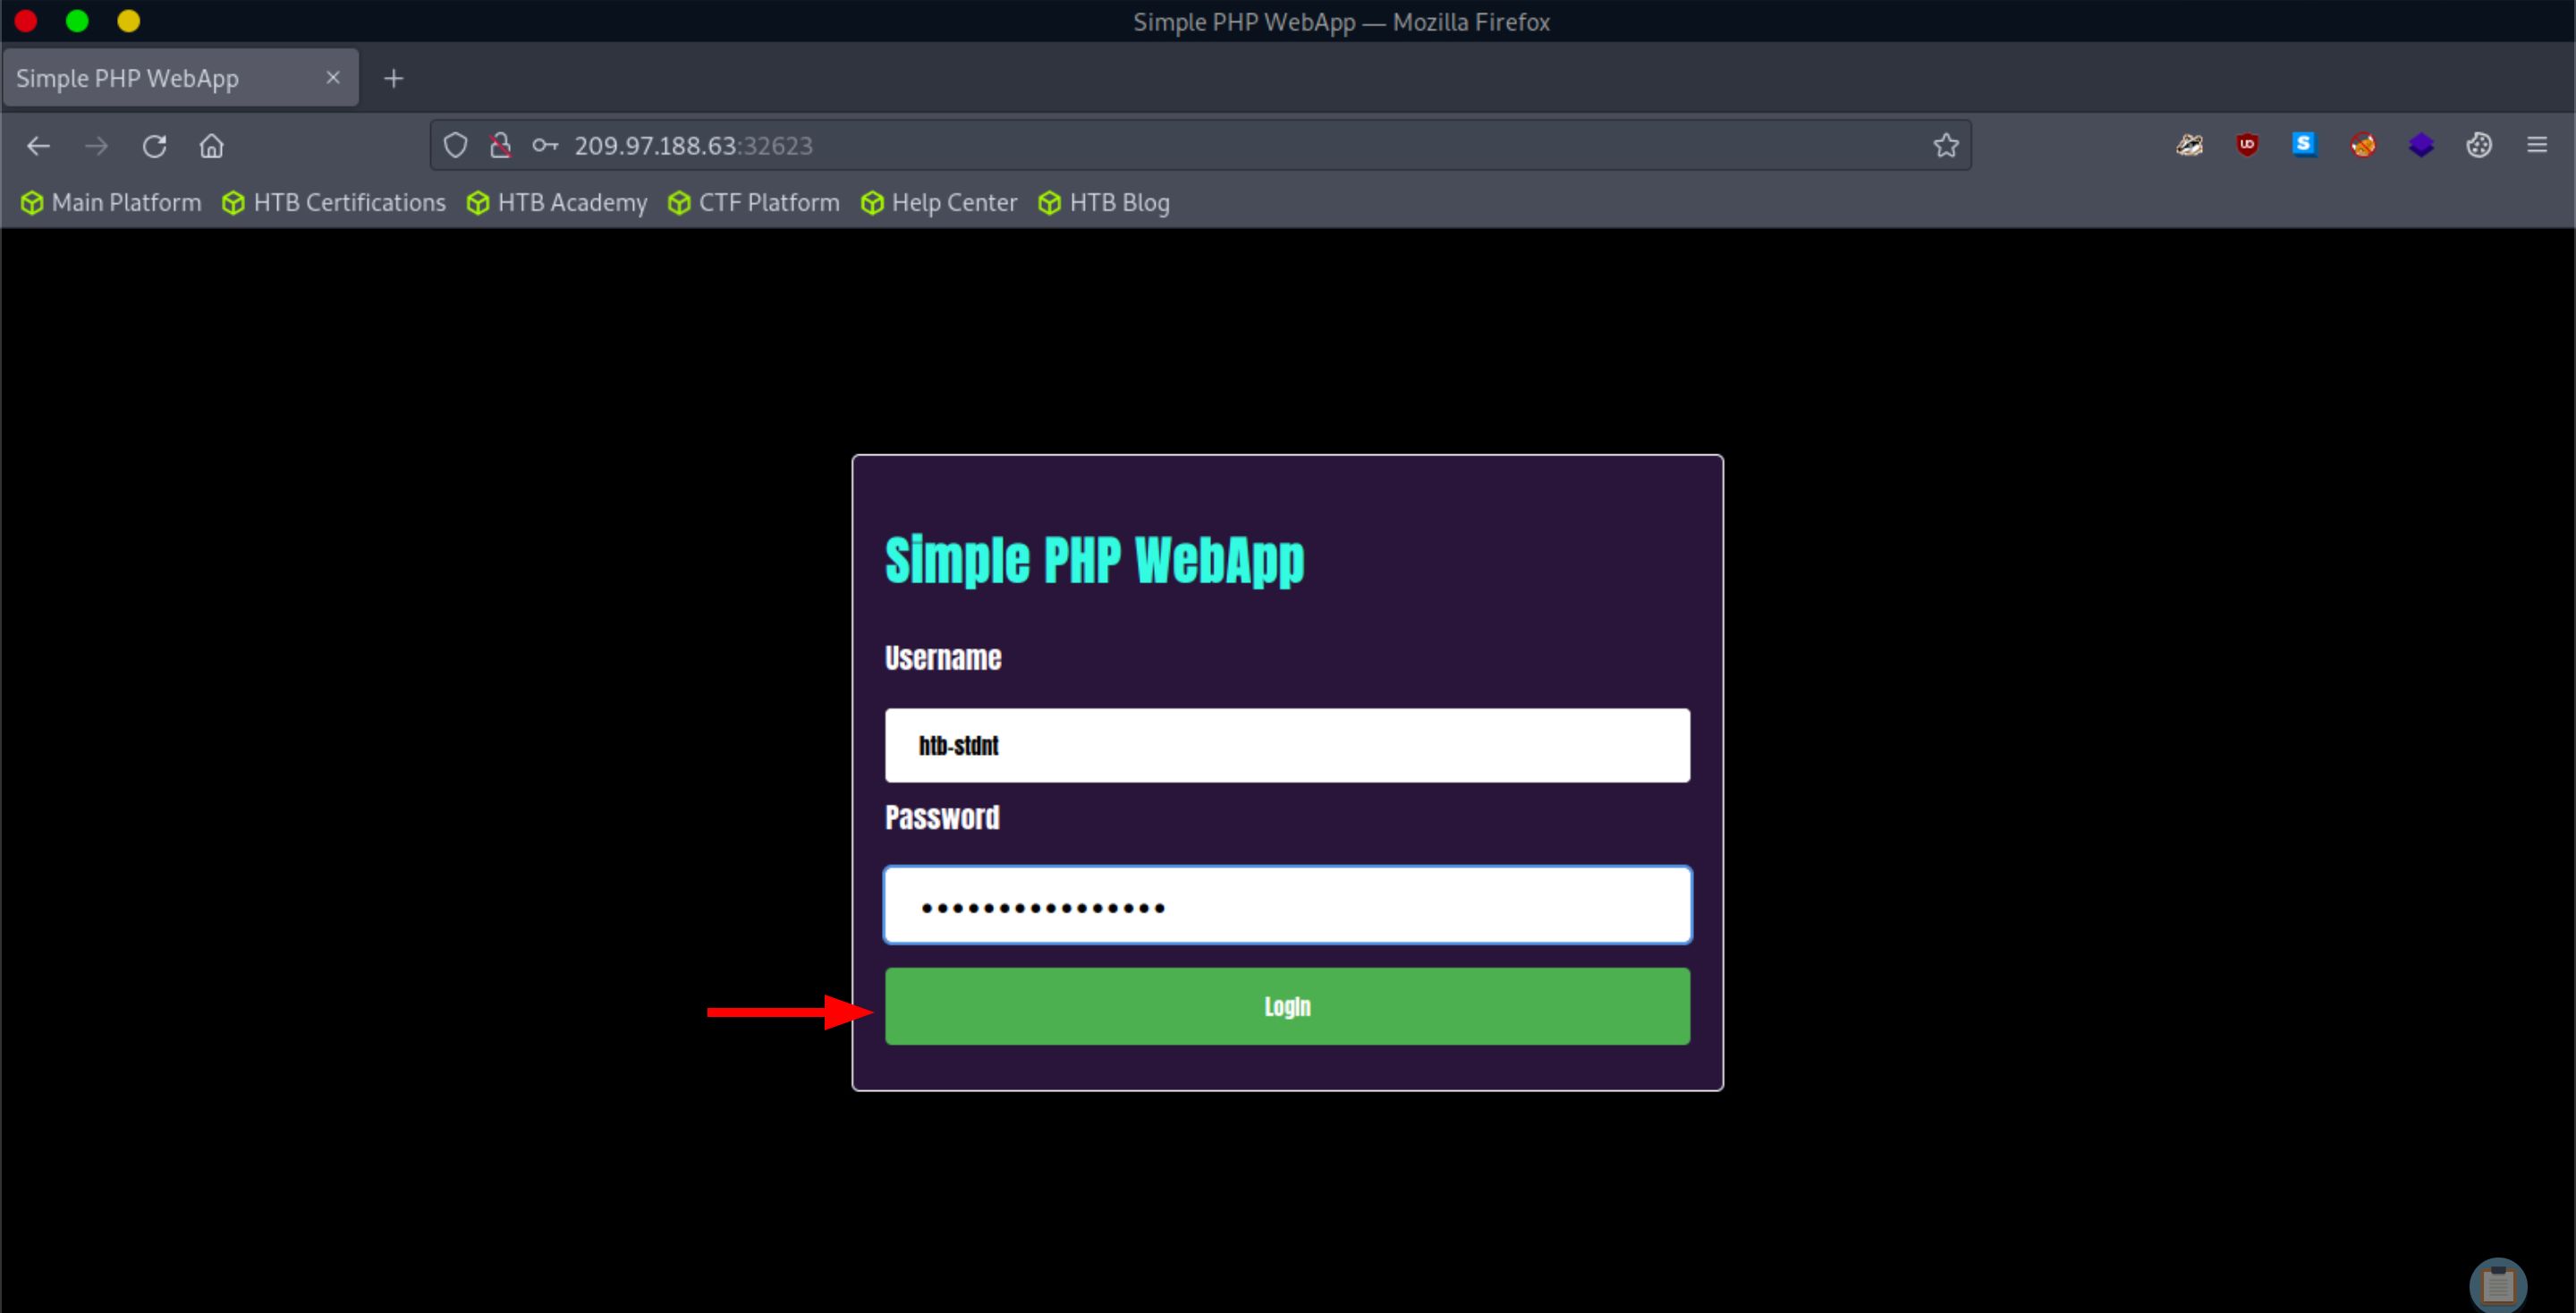 Simple PHP WebApp — Mozilla Firefox
Simple PHP WebApp
209.97.188.63:32623
Main Platform HTB Certifications HTB Academy CTF Platform Help Center HTB Blog
Simple PHP WebApp
Username
htb-stdnt
Password
••••••••••••••••
LogIn